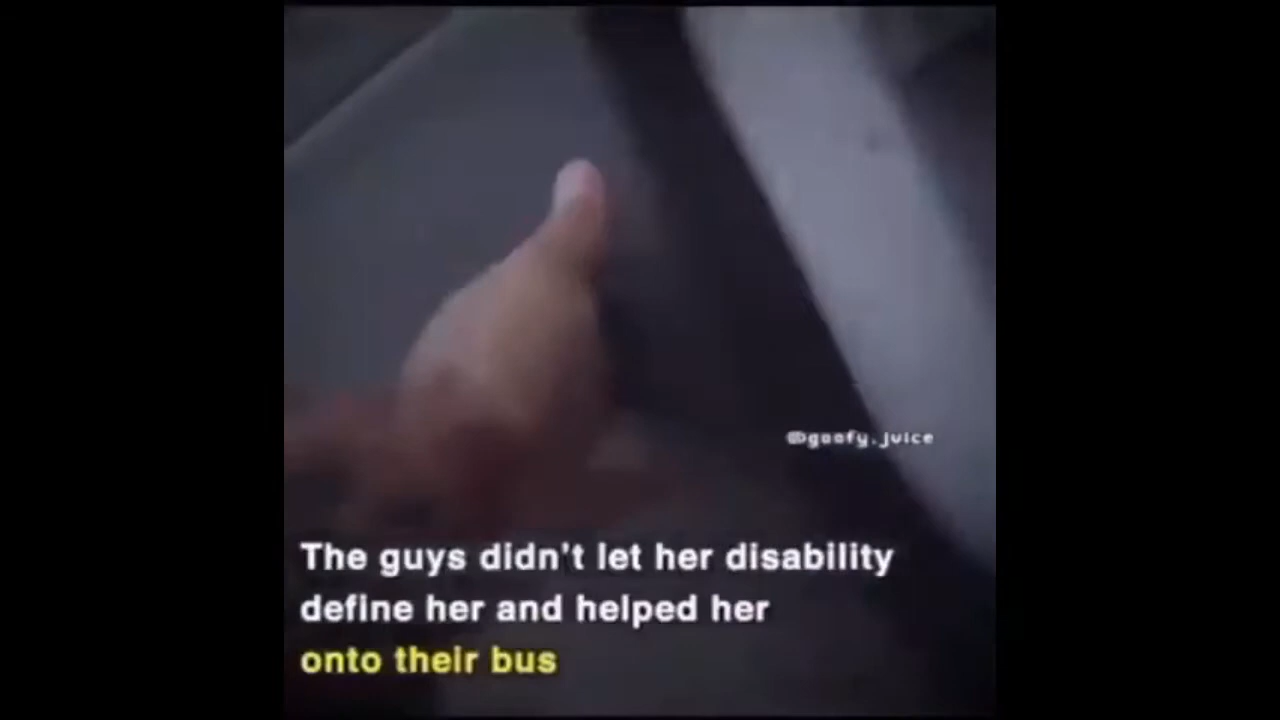 @goofy.juice
The guys didn't let her disability
define her and helped her
onto their bus